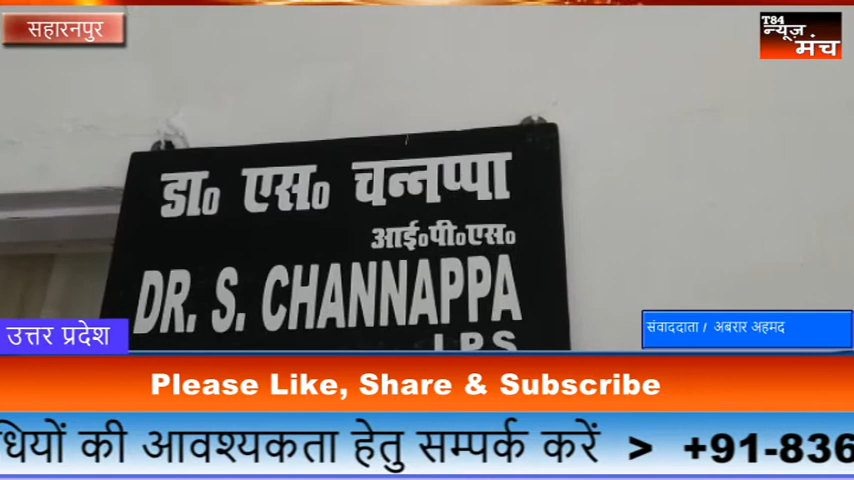 सहारनपुर
T84
न्यूज़
मंच
डा० एस० चन्नप्पा
आई०पी०एस०
DR. S. CHANNAPPA
I.P.S
उत्तर प्रदेश
संवाददाता / अबरार अहमद
Please Like, Share & Subscribe
धियों की आवश्यकता हेतु सम्पर्क करें > +91-836